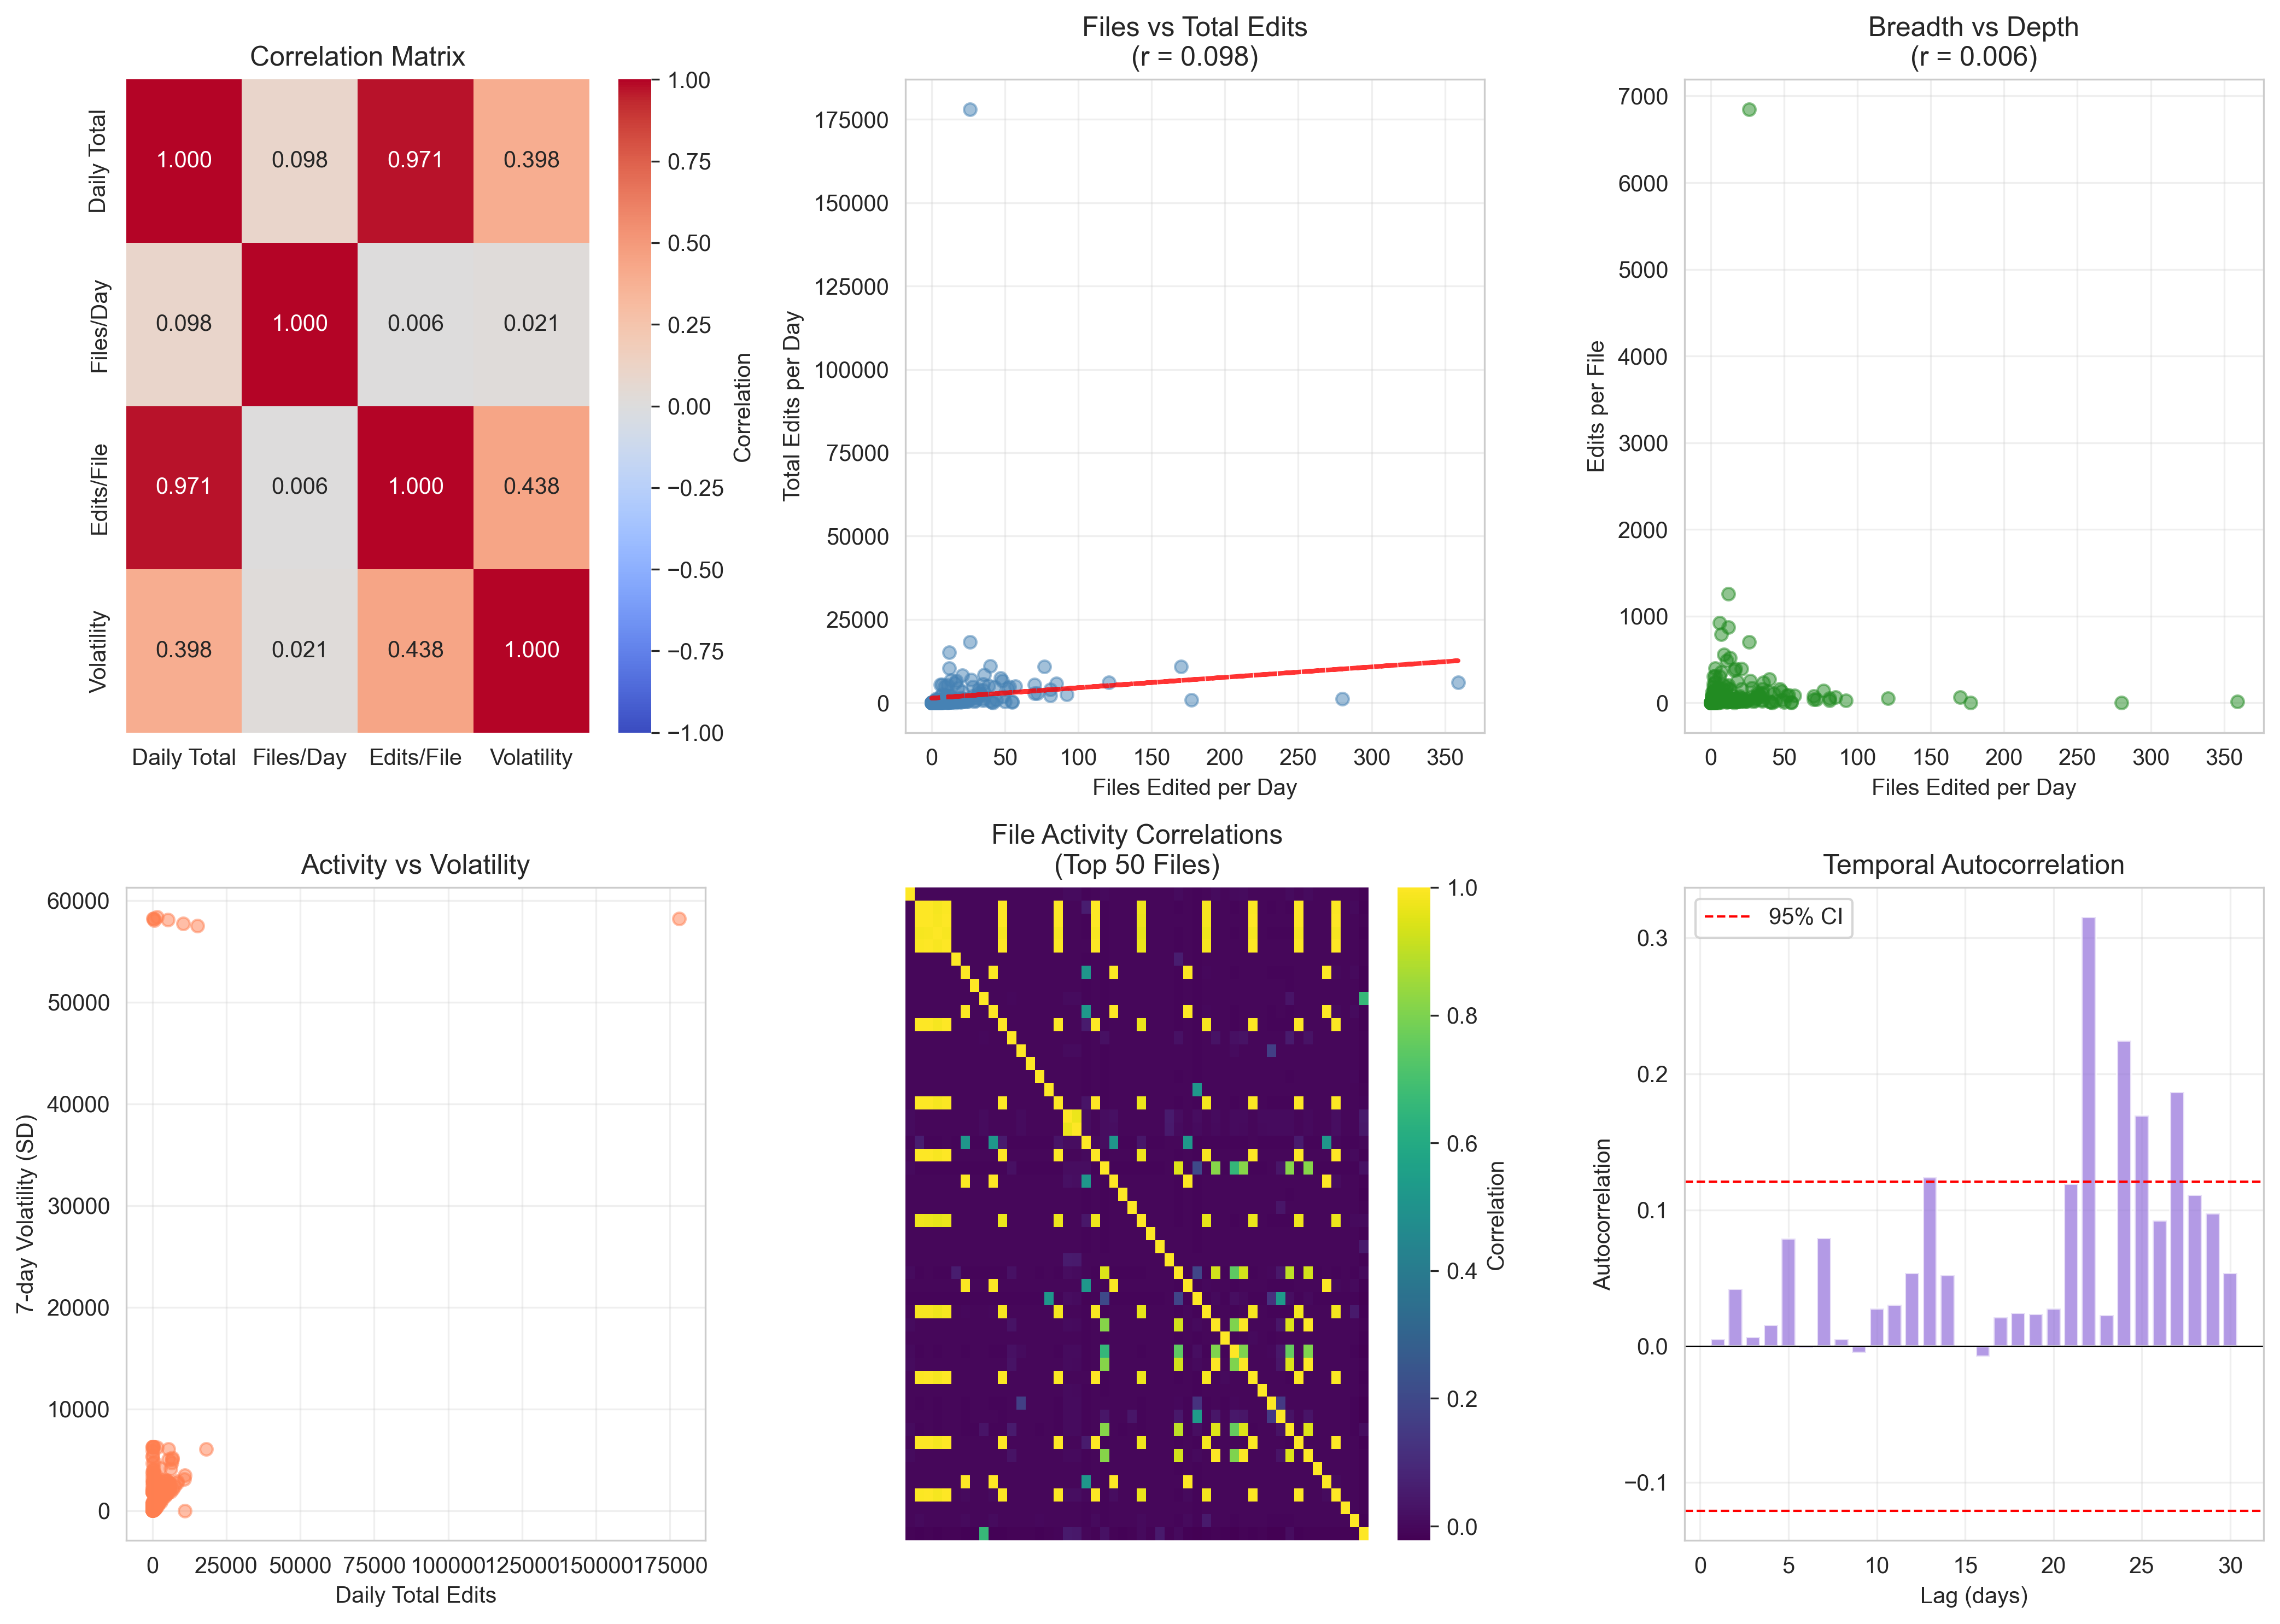 Correlation Matrix
Daily Total
Files/Day
Edits/File
Volatility
1.000 0.098 0.971 0.398
0.098 1.000 0.006 0.021
0.971 0.006 1.000 0.438
0.398 0.021 0.438 1.000
Daily Total Files/Day Edits/File Volatility
1.00
0.75
0.50
0.25
0.00
−0.25
−0.50
−0.75
−1.00
Correlation
Files vs Total Edits
(r = 0.098)
Total Edits per Day
175000
150000
125000
100000
75000
50000
25000
0
0 50 100 150 200 250 300 350
Files Edited per Day
Breadth vs Depth
(r = 0.006)
Edits per File
7000
6000
5000
4000
3000
2000
1000
0
0 50 100 150 200 250 300 350
Files Edited per Day
Activity vs Volatility
7-day Volatility (SD)
60000
50000
40000
30000
20000
10000
0
0 25000 50000 75000 100000 125000 150000 175000
Daily Total Edits
File Activity Correlations
(Top 50 Files)
1.0
0.8
0.6
0.4
0.2
0.0
Correlation
Temporal Autocorrelation
95% CI
Autocorrelation
0.3
0.2
0.1
0.0
−0.1
0 5 10 15 20 25 30
Lag (days)